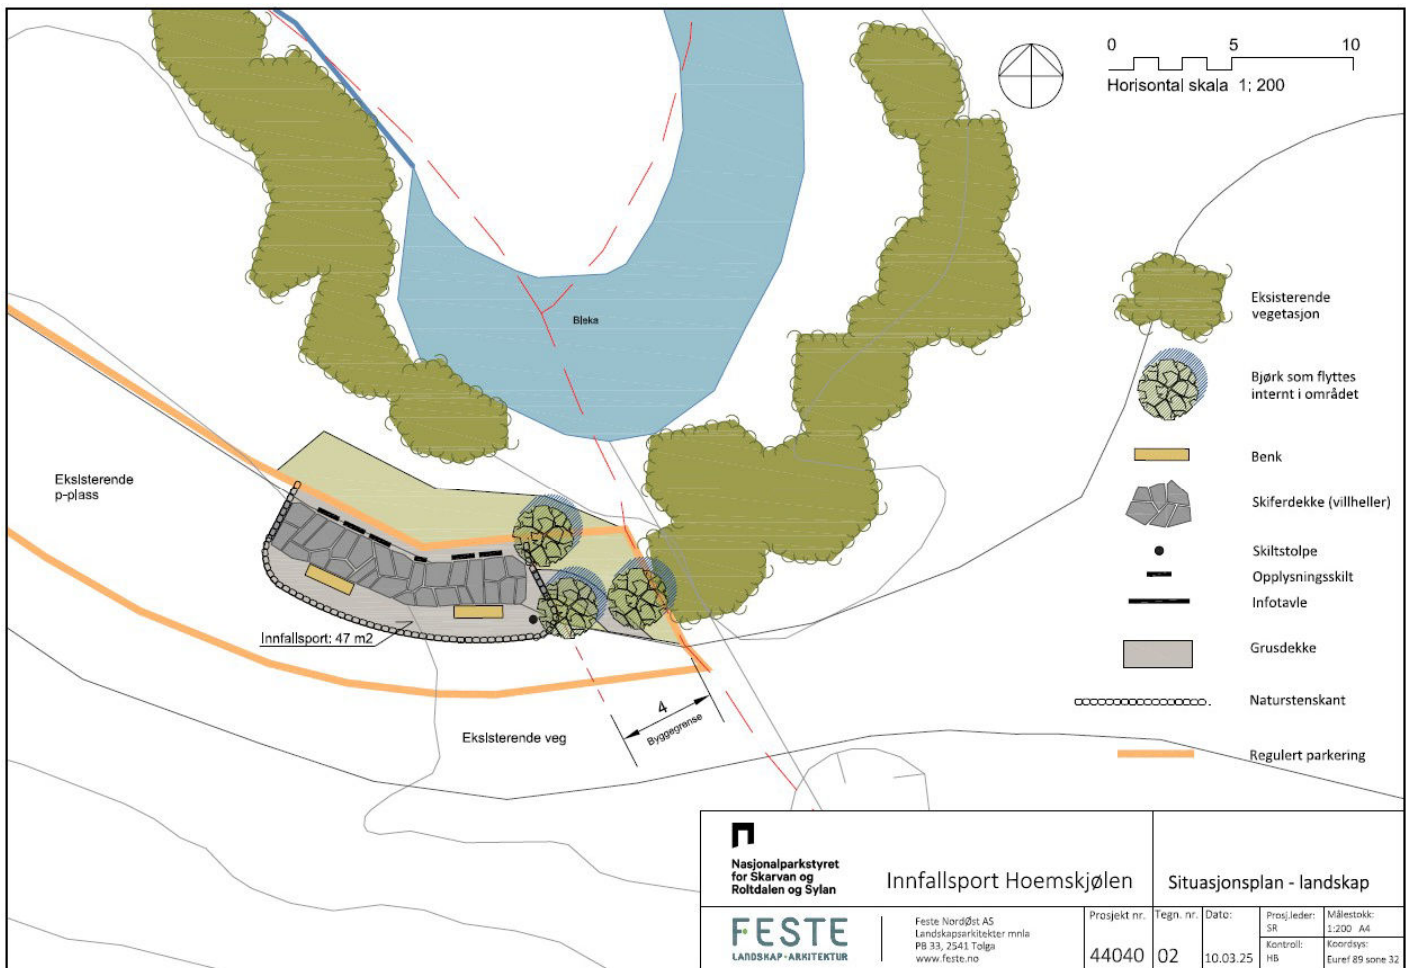 0 5 10
Horisontal skala 1: 200
Bleka
Eksisterende
vegetasjon
Bjørk som flyttes
internt i området
Benk
Skiferdekke (villheller)
Skiltstolpe
Opplysningsskilt
Infotavle
Grusdekke
Naturstenskant
Regulert parkering
Eksisterende
p-plass
Innfallsport: 47 m2
Eksisterende veg
4
Byggegrense
Nasjonalparkstyret
for Skarvan og
Roltdalen og Sylan
Innfallsport Hoemskjølen
Situasjonsplan - landskap
FESTE
LANDSKAP-ARKITEKTUR
Feste NordØst AS
Landskapsarkitekter mnla
PB 33, 2541 Tolga
www.feste.no
Prosjekt nr.
44040
Tegn. nr.
02
Dato:
10.03.25
Prosj.leder:
SR
Kontroll:
HB
Målestokk:
1:200 A4
Koordsys:
Euref 89 sone 32